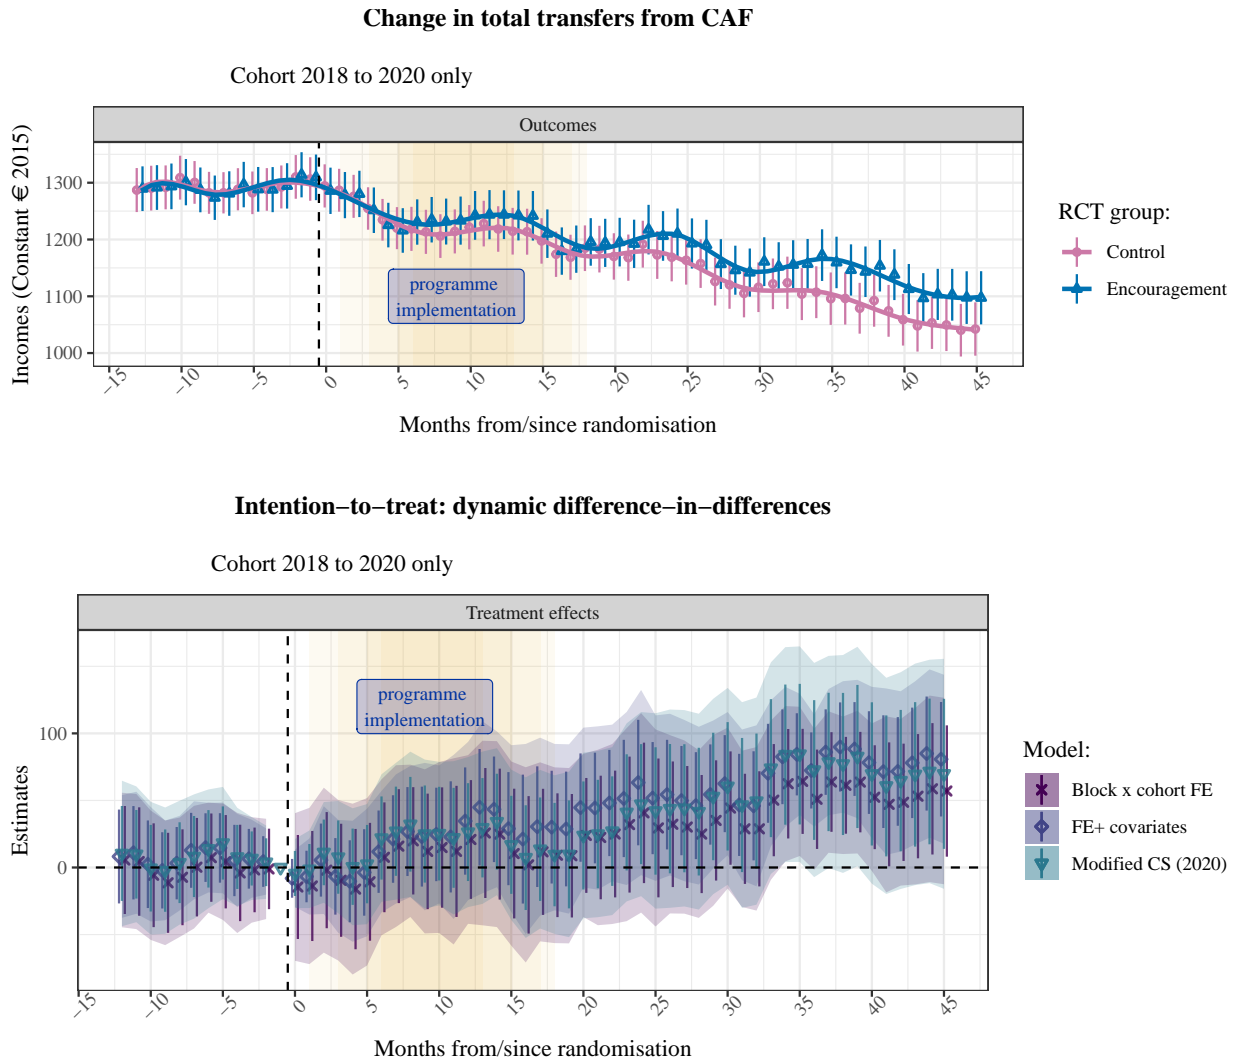 Change in total transfers from CAF
Cohort 2018 to 2020 only
Outcomes
Incomes (Constant € 2015)
1300
1200
1100
1000
programme
implementation
−15
−10
−5
0
5
10
15
20
25
30
35
40
45
Months from/since randomisation
RCT group:
Control
Encouragement
Intention−to−treat: dynamic difference−in−differences
Cohort 2018 to 2020 only
Treatment effects
Estimates
100
0
programme
implementation
−15
−10
−5
0
5
10
15
20
25
30
35
40
45
Months from/since randomisation
Model:
Block x cohort FE
FE+ covariates
Modified CS (2020)